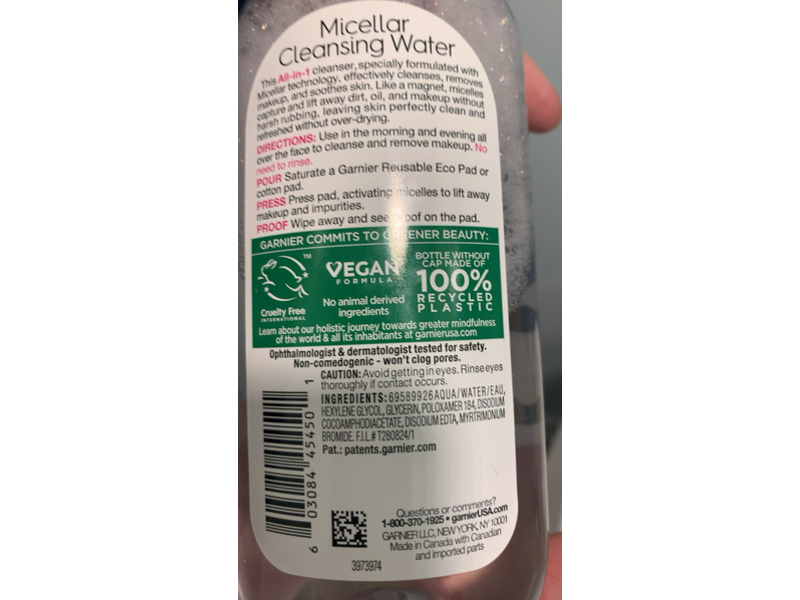 Micellar
Cleansing Water
This All-in-1 cleanser, specially formulated with
Micellar technology, effectively cleanses, removes
makeup, and soothes skin. Like a magnet, micelles
capture and lift away dirt, oil, and makeup without
harsh rubbing, leaving skin perfectly clean and
refreshed without over-drying.
DIRECTIONS: Use in the morning and evening all
over the face to cleanse and remove makeup. No
need to rinse.
POUR Saturate a Garnier Reusable Eco Pad or
cotton pad.
PRESS Press pad, activating micelles to lift away
makeup and impurities.
PROOF Wipe away and see proof on the pad.
GARNIER COMMITS TO GREENER BEAUTY:
TM
Cruelty Free
INTERNATIONAL
VEGAN
FORMULA
No animal derived
ingredients
BOTTLE WITHOUT
CAP MADE OF
100%
RECYCLED
PLASTIC
Learn about our holistic journey towards greater mindfulness
of the world & all its inhabitants at garnierusa.com
Ophthalmologist & dermatologist tested for safety.
Non-comedogenic - won't clog pores.
CAUTION: Avoid getting in eyes. Rinse eyes
thoroughly if contact occurs.
INGREDIENTS: 69589926 AQUA/WATER/EAU,
HEXYLENE GLYCOL, GLYCERIN, POLOXAMER 184, DISODIUM
COCOAMPHODIACETATE, DISODIUM EDTA, MYRTRIMONIUM
BROMIDE. F.I.L.# T280824/1
Pat.: patents.garnier.com
6 03084 45450 1
Questions or comments?
1-800-370-1925 • garnierUSA.com
GARNIER LLC, NEW YORK, NY 10001
Made in Canada with Canadian
and imported parts
3973974